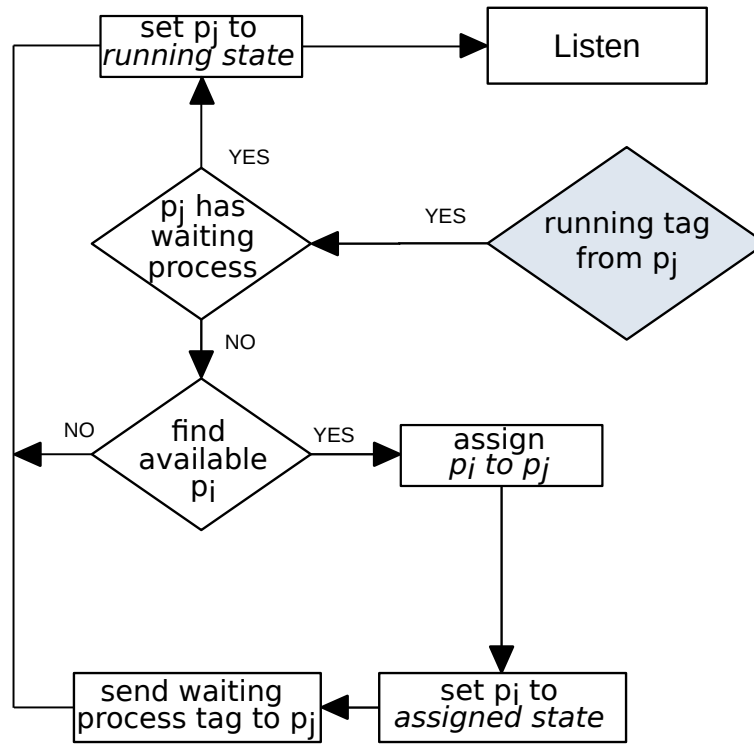 set pj to
running state
Listen
YES
pj has
waiting
process
YES
running tag
from pj
NO
find
available
pi
NO
YES
assign
pi to pj
set pi to
assigned state
send waiting
process tag to pj